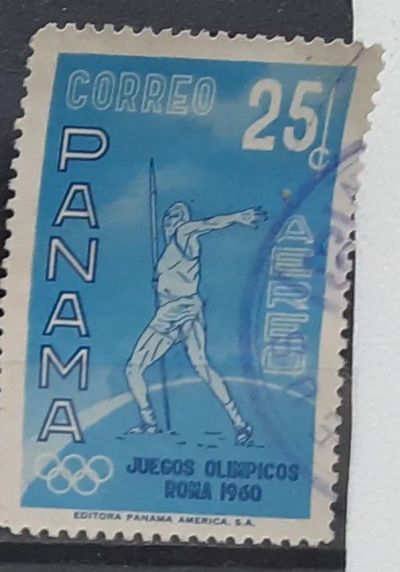 CORREO
25¢
PANAMA
AEREO
JUEGOS OLIMPICOS
ROMA 1960
EDITORA PANAMA AMERICA, S.A.